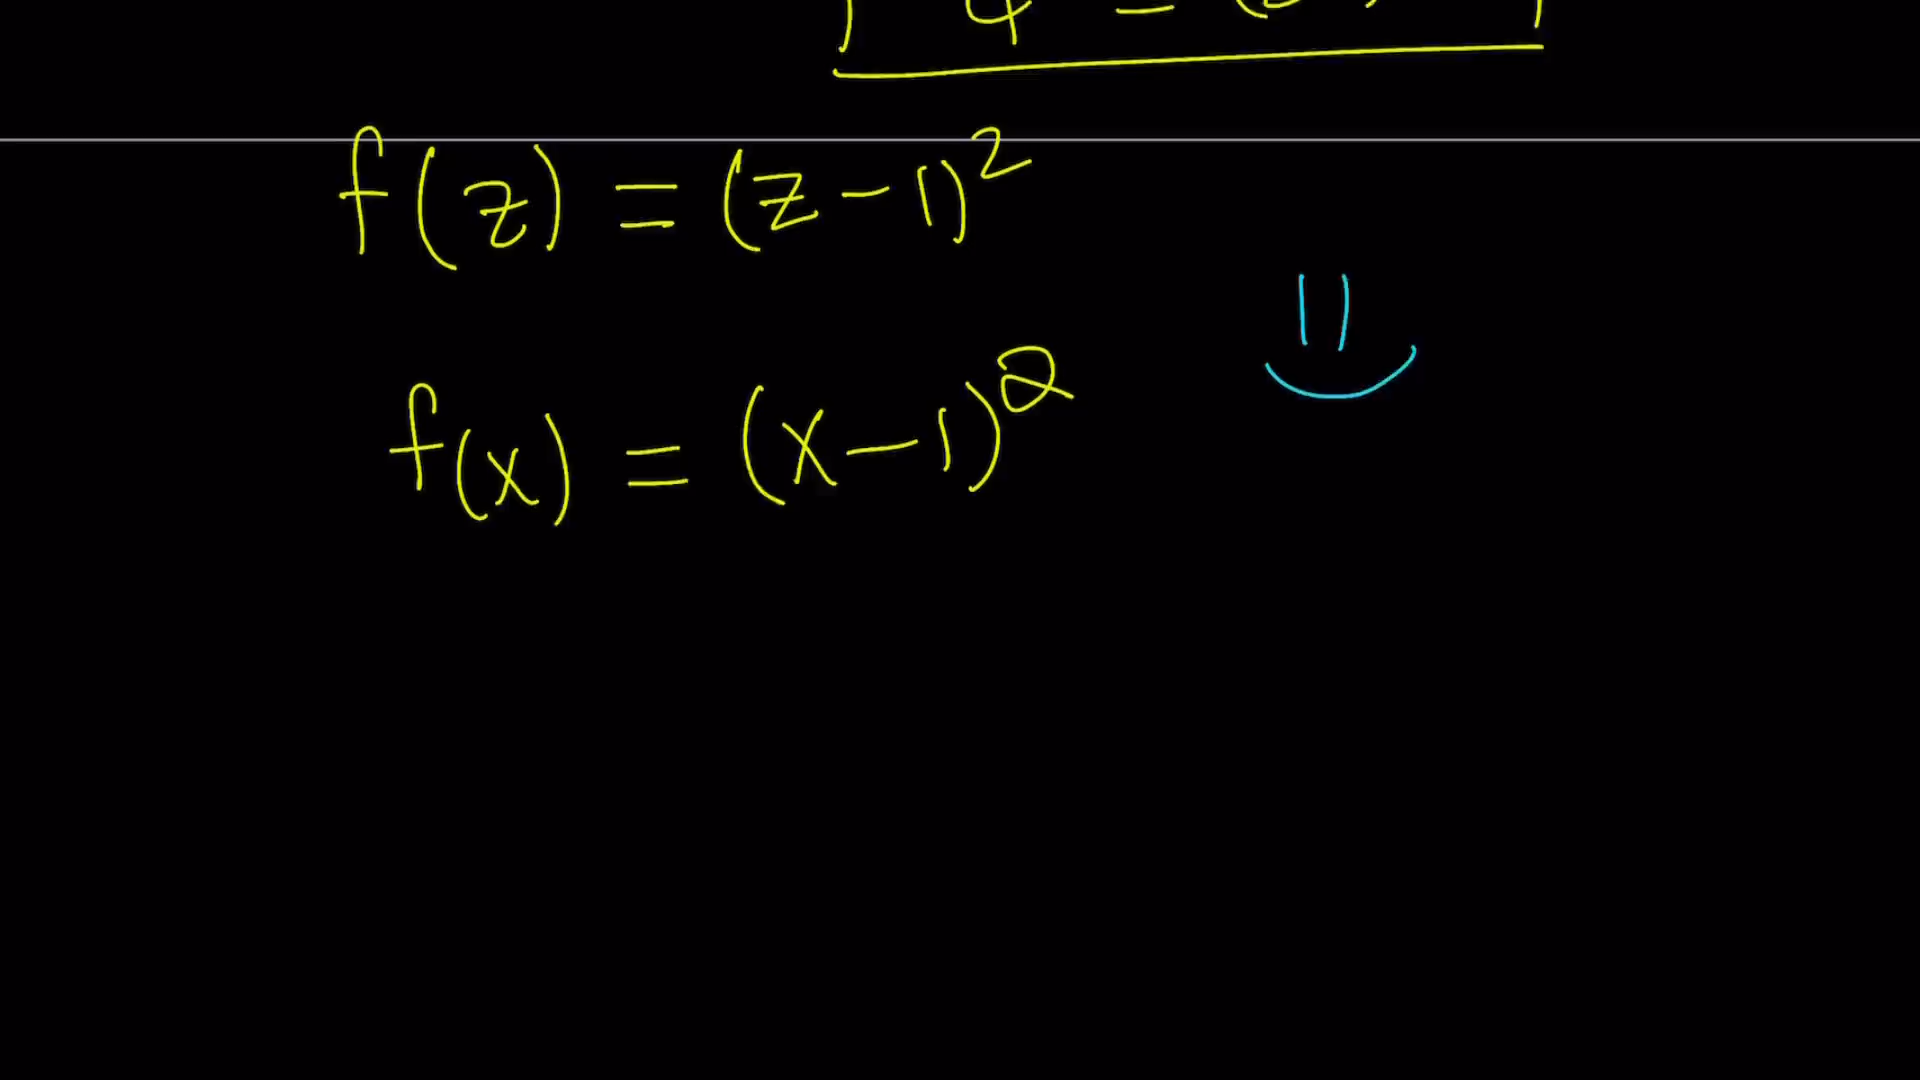 f(z) = (z-1)²
f(x) = (x-1)²